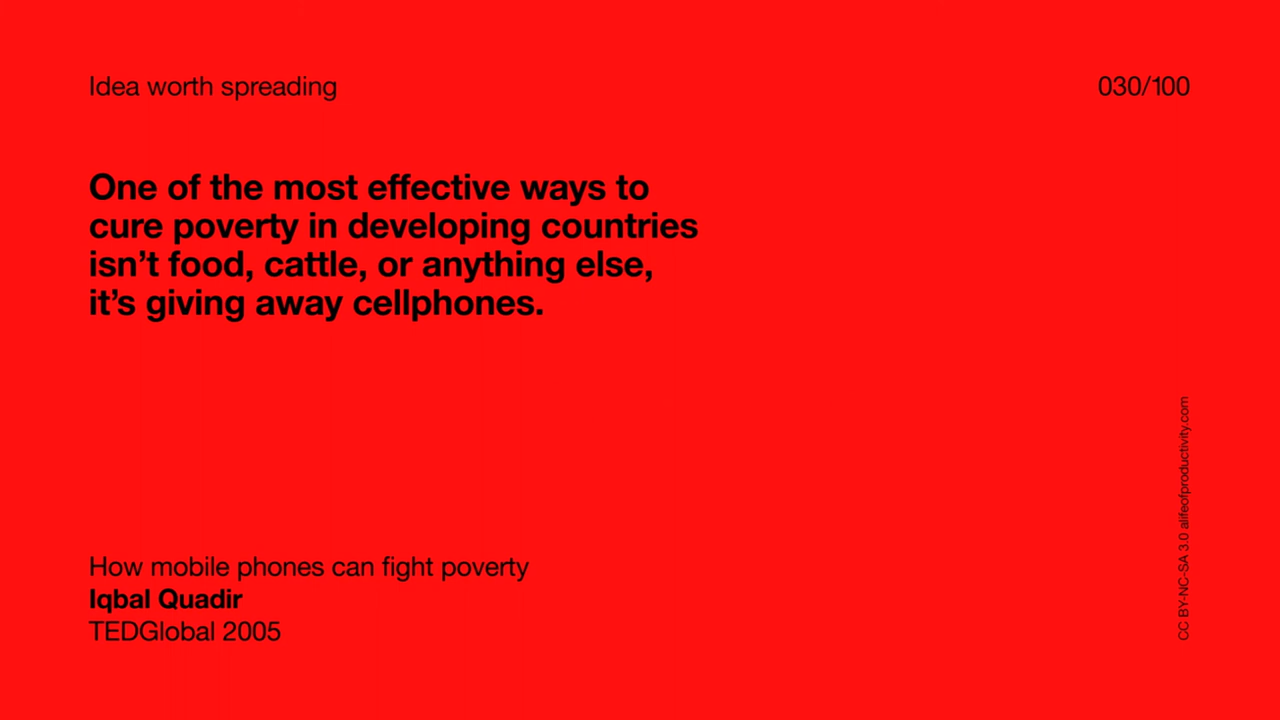 Idea worth spreading
030/100
One of the most effective ways to
cure poverty in developing countries
isn’t food, cattle, or anything else,
it’s giving away cellphones.
How mobile phones can fight poverty
Iqbal Quadir
TEDGlobal 2005
CC BY-NC-SA 3.0 alifeofproductivity.com